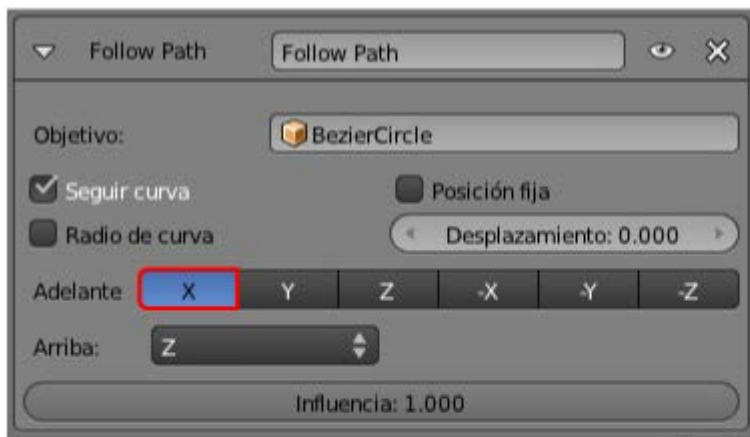 Follow Path Follow Path
Objetivo: BezierCircle
Seguir curva Posición fija
Radio de curva Desplazamiento: 0.000
Adelante X Y Z -X -Y -Z
Arriba: Z
Influencia: 1.000